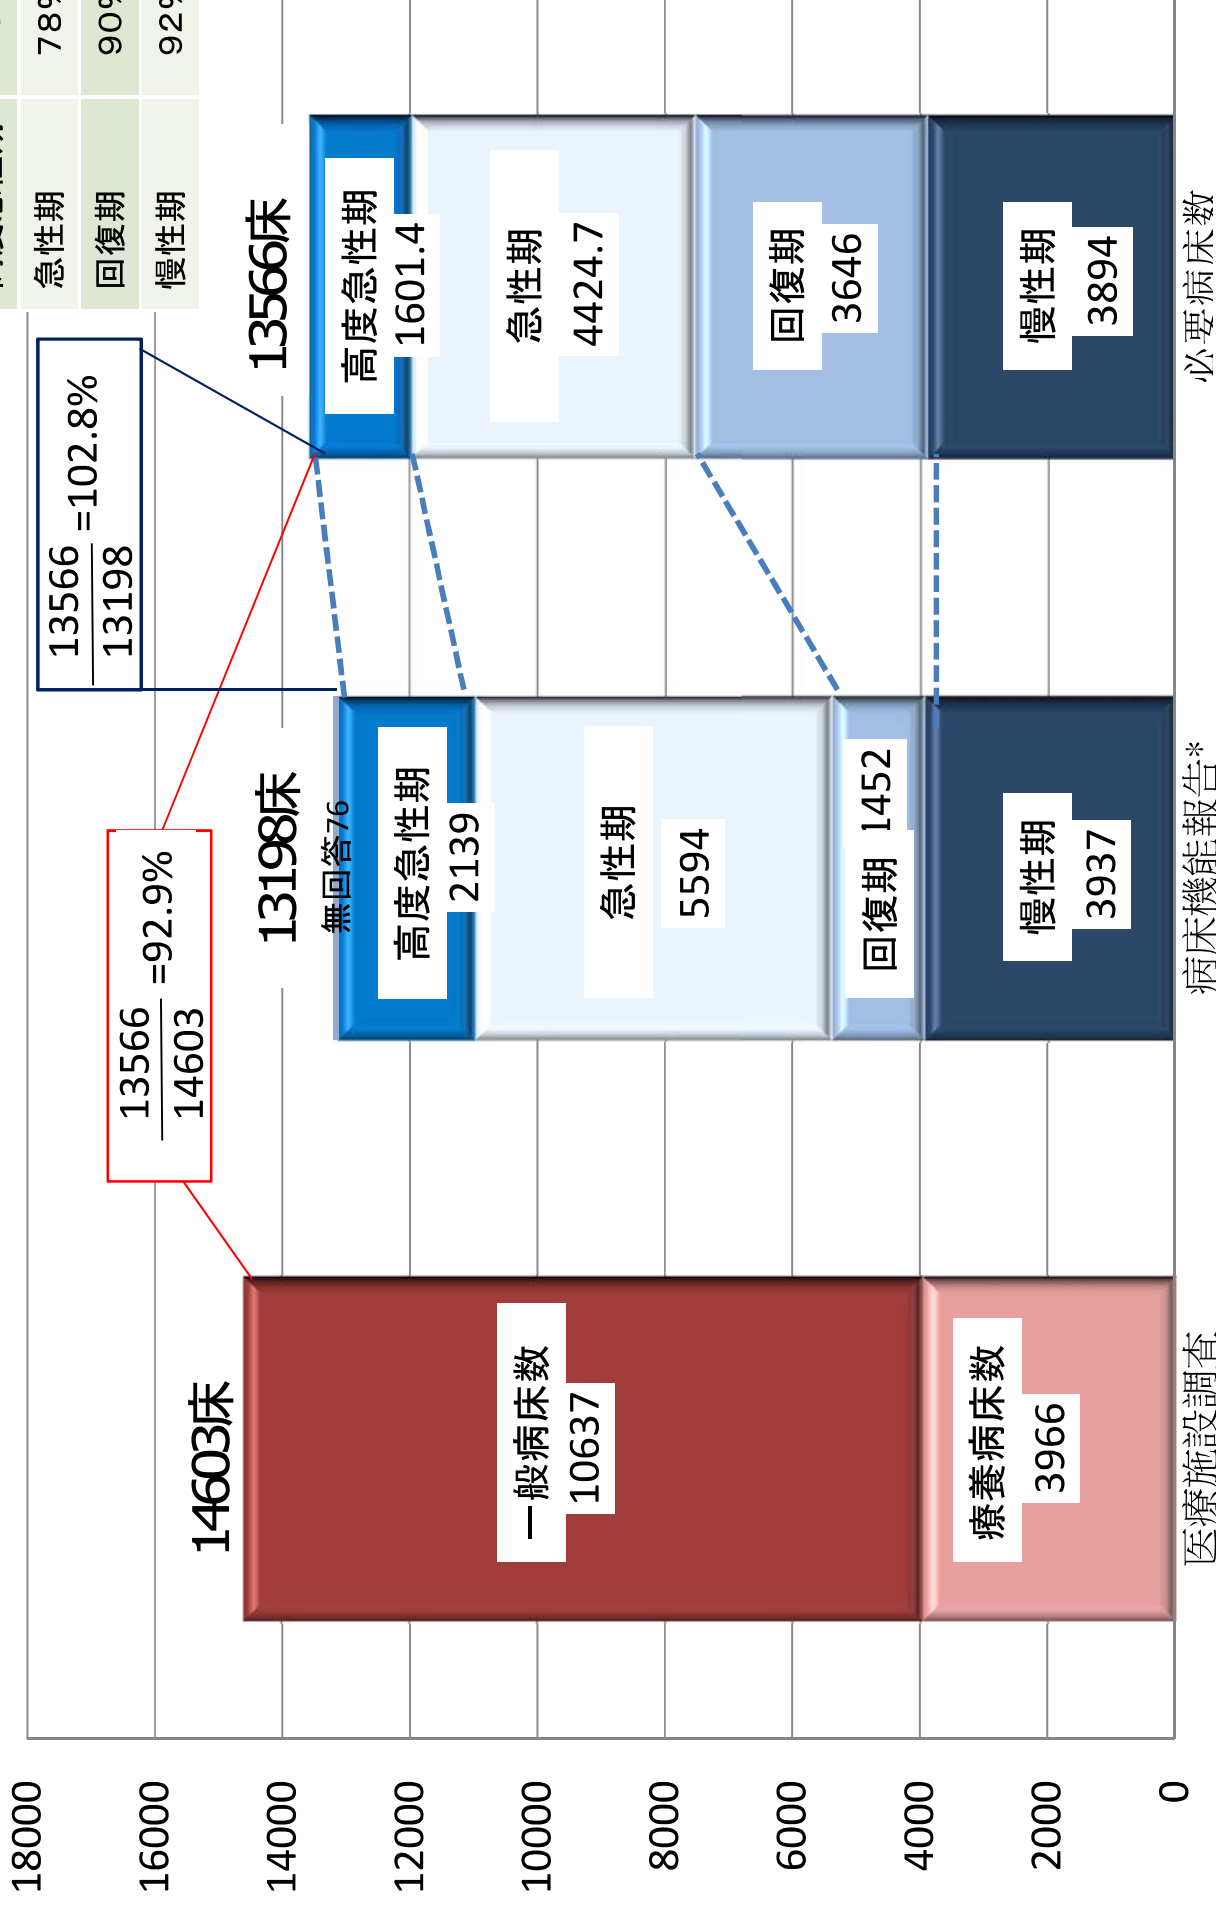 18000
16000
14000
12000
10000
8000
6000
4000
2000
0
14603床
一般病床数
10637
療養病床数
3966
医療施設調査
13566
14603
=92.9%
13198床
無回答76
高度急性期
2139
急性期
5594
回復期 1452
慢性期
3937
病床機能報告*
13566
13198
=102.8%
13566床
高度急性期
1601.4
急性期
4424.7
回復期
3646
慢性期
3894
必要病床数
急性期 78%
回復期 90%
慢性期 92%